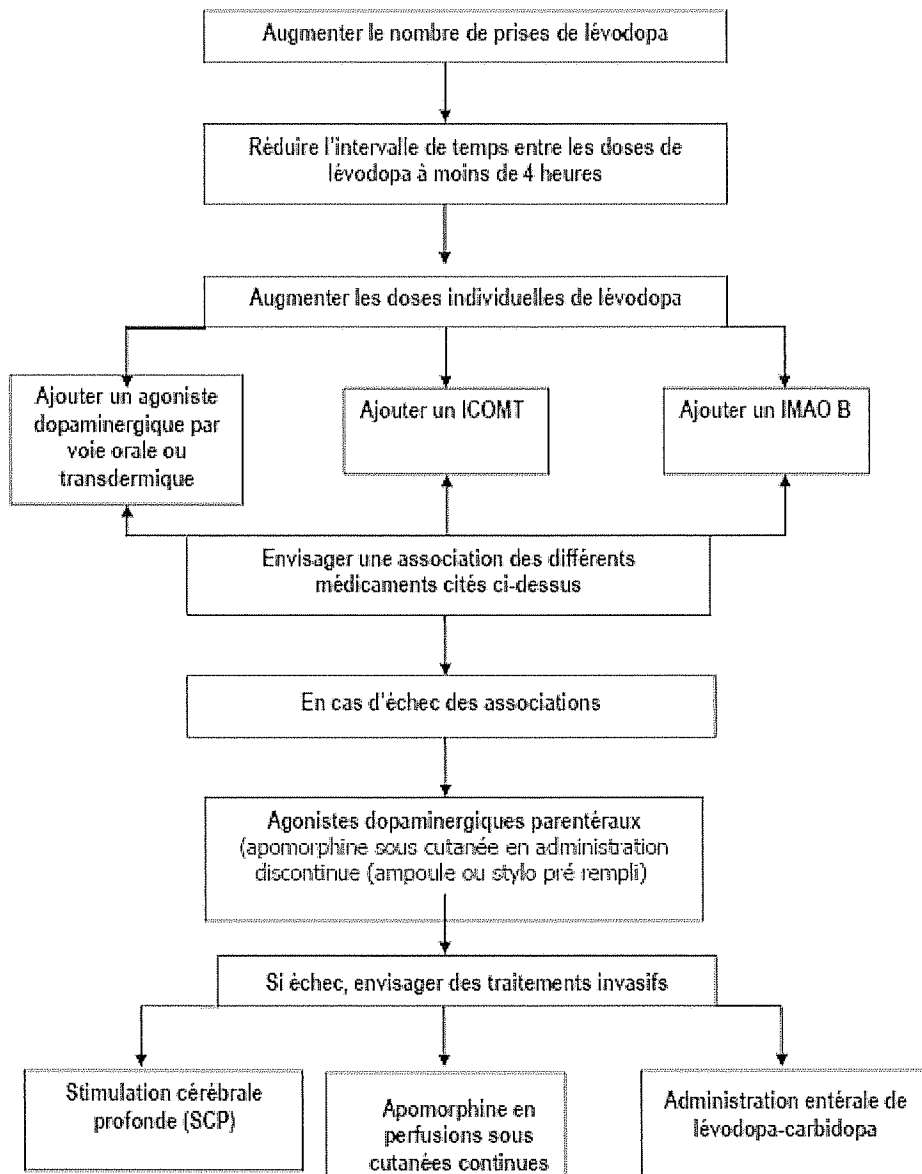 Augmenter le nombre de prises de lévodopa
Réduire l'intervalle de temps entre les doses de
lévodopa à moins de 4 heures
Augmenter les doses individuelles de lévodopa
Ajouter un agoniste
dopaminergique par
voie orale ou
transdermique
Ajouter un ICOMT
Ajouter un IMAO B
Envisager une association des différents
médicaments cités ci-dessus
En cas d'échec des associations
Agonistes dopaminergiques parentéraux
(apomorphine sous cutanée en administration
discontinue (ampoule ou stylo pré rempli)
Si échec, envisager des traitements invasifs
Stimulation cérébrale
profonde (SCP)
Apomorphine en
perfusions sous
cutanées continues
Administration entérale de
lévodopa-carbidopa